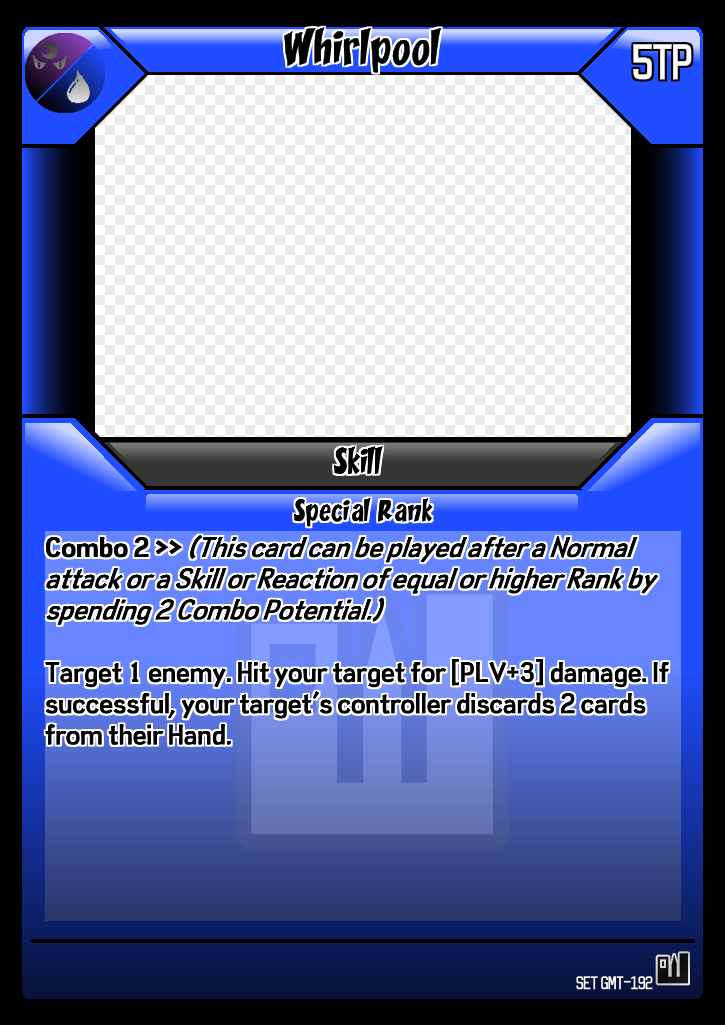 Whirlpool
5TP
Skill
Special Rank
Combo 2 >> (This card can be played after a Normal
attack or a Skill or Reaction of equal or higher Rank by
spending 2 Combo Potential.)
Target 1 enemy. Hit your target for [PLV+3] damage. If
successful, your target's controller discards 2 cards
from their Hand.
SET GMT-192